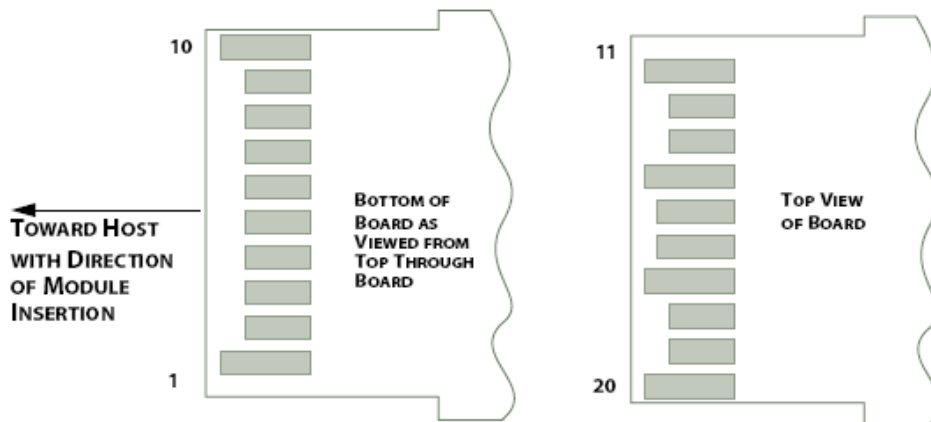 10
1
TOWARD HOST
WITH DIRECTION
OF MODULE
INSERTION
BOTTOM OF
BOARD AS
VIEWED FROM
TOP THROUGH
BOARD
11
20
TOP VIEW
OF BOARD